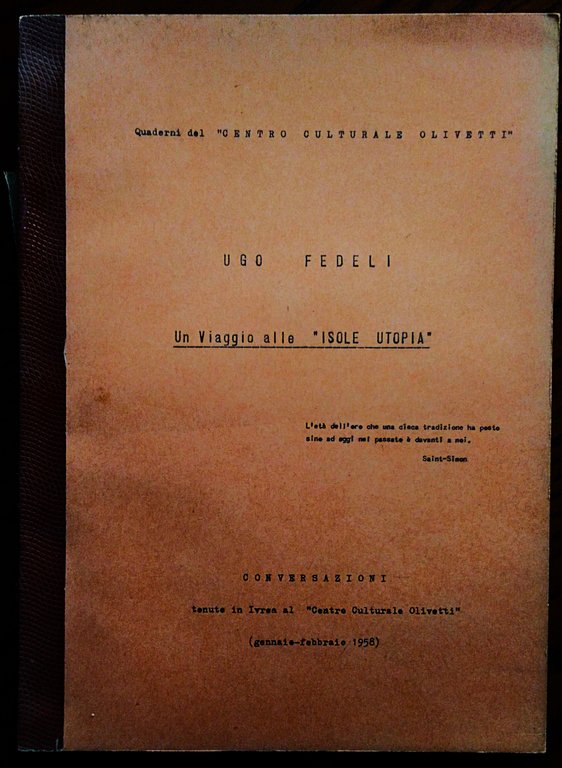 Quaderni del "CENTRO CULTURALE OLIVETTI"
UGO FEDELI
Un Viaggio alle "ISOLE UTOPIA"
L'età dell'oro che una cieca tradizione ha posto
sino ad oggi nel passato è davanti a noi.
Saint-Simon
CONVERSAZIONI
tenute in Ivrea al "Centro Culturale Olivetti"
(gennaio-febbraio 1958)